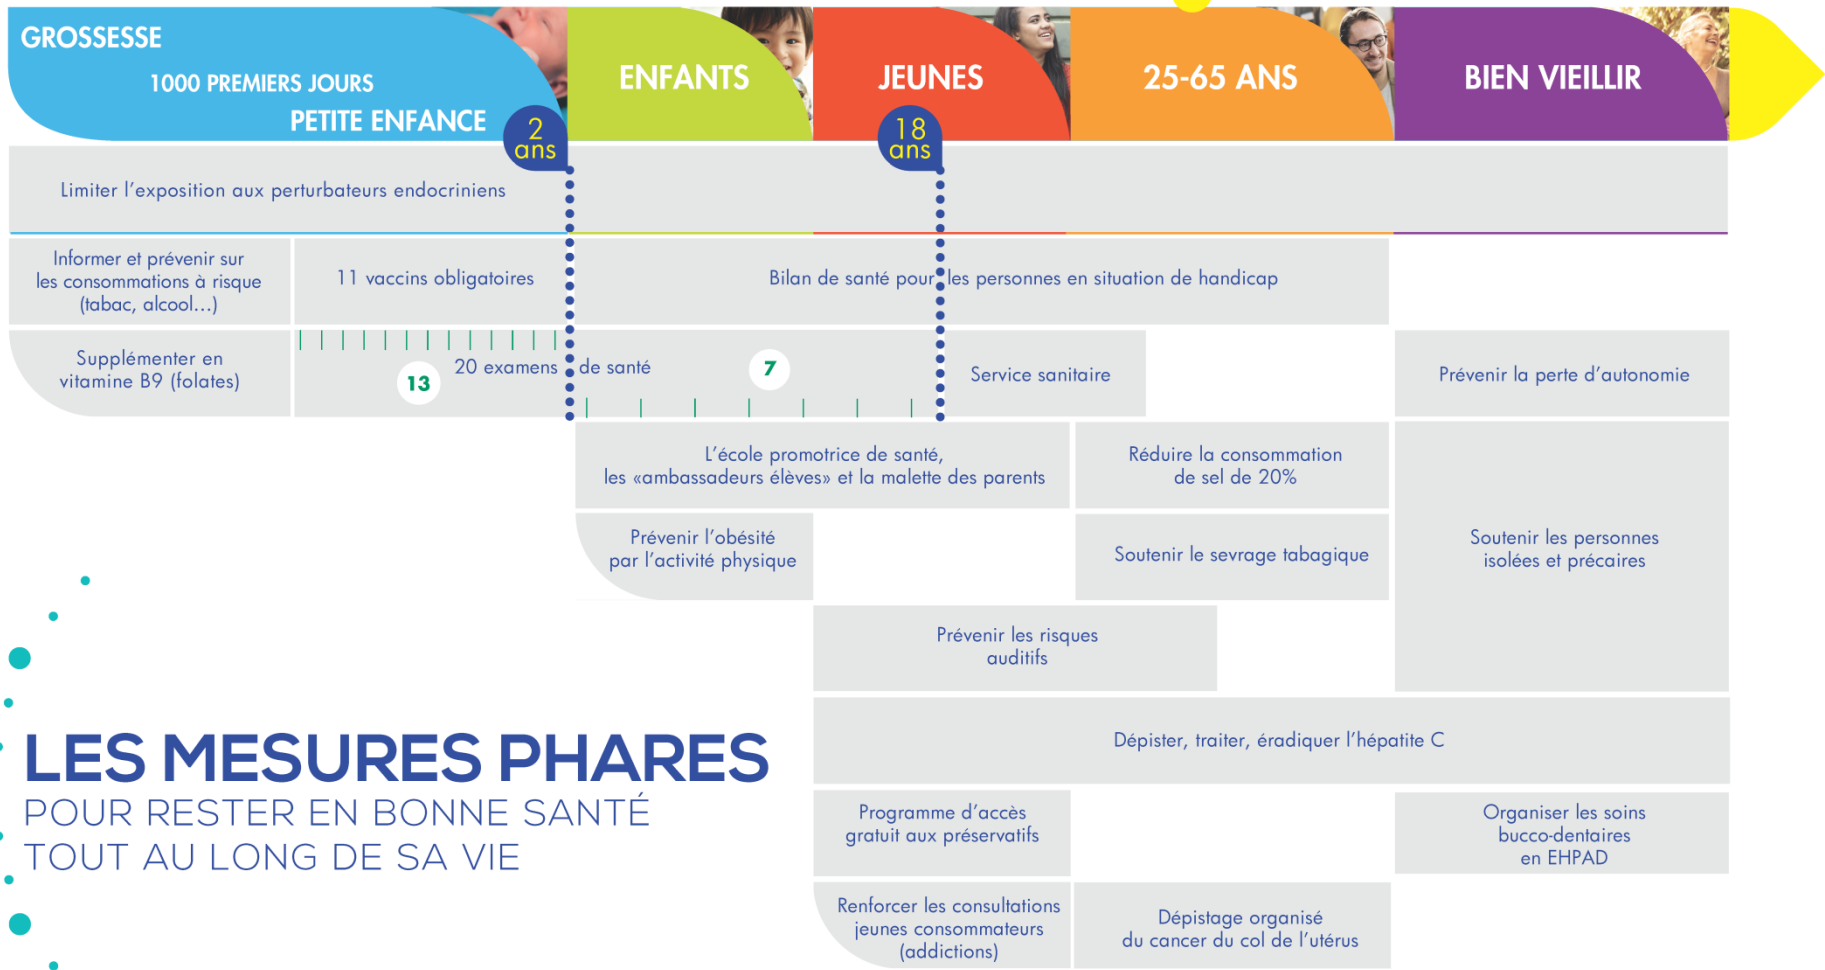 GROSSESSE
1000 PREMIERS JOURS
PETITE ENFANCE
2
ans
ENFANTS
JEUNES
18
ans
25-65 ANS
BIEN VIEILLIR
Limiter l’exposition aux perturbateurs endocriniens
Informer et prévenir sur
les consommations à risque
(tabac, alcool…)
11 vaccins obligatoires
Bilan de santé pour les personnes en situation de handicap
Supplémenter en
vitamine B9 (folates)
13
20 examens de santé
7
Service sanitaire
Prévenir la perte d’autonomie
L’école promotrice de santé,
les «ambassadeurs élèves» et la malette des parents
Réduire la consommation
de sel de 20%
Prévenir l’obésité
par l’activité physique
Soutenir le sevrage tabagique
Soutenir les personnes
isolées et précaires
Prévenir les risques
auditifs
Dépister, traiter, éradiquer l’hépatite C
LES MESURES PHARES
POUR RESTER EN BONNE SANTÉ
TOUT AU LONG DE SA VIE
Programme d’accès
gratuit aux préservatifs
Organiser les soins
bucco-dentaires
en EHPAD
Renforcer les consultations
jeunes consommateurs
(addictions)
Dépistage organisé
du cancer du col de l’utérus